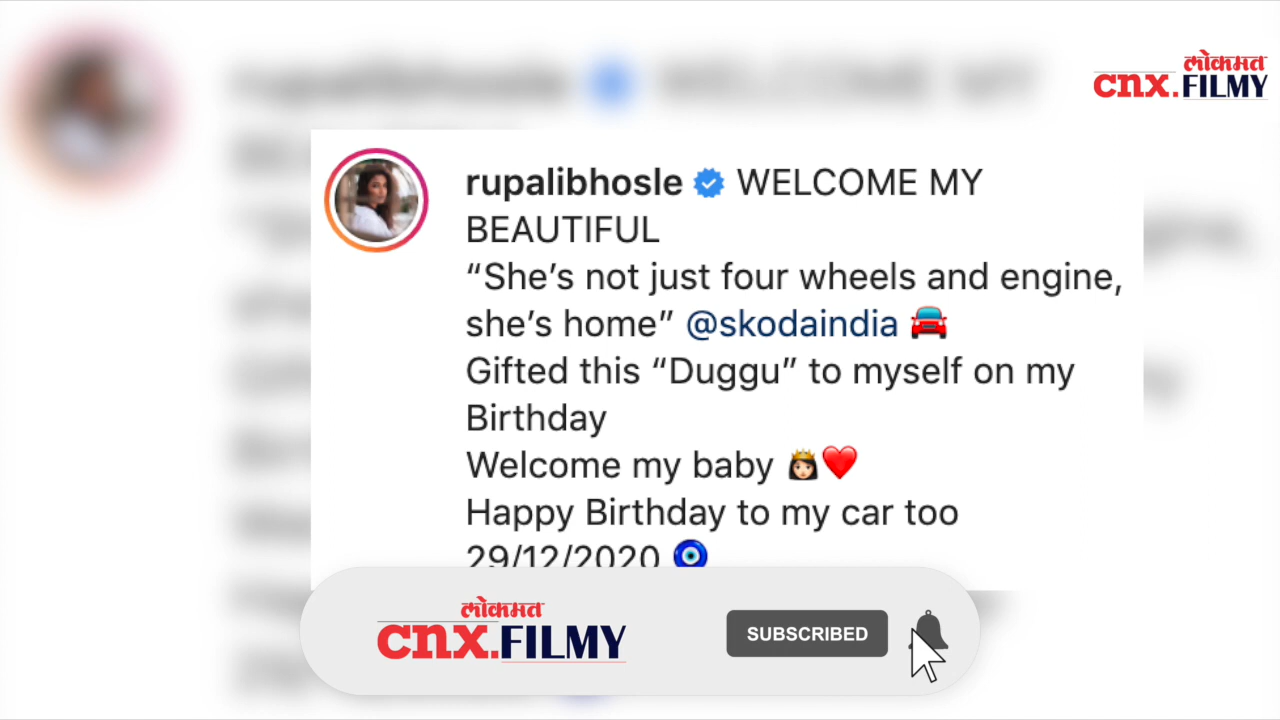 लोकमत
cnx.FILMY
rupalibhosle WELCOME MY
BEAUTIFUL
“She’s not just four wheels and engine,
she’s home” @skodaindia 🚘
Gifted this “Duggu” to myself on my
Birthday
Welcome my baby 👸🏻❤️
Happy Birthday to my car too
29/12/2020 🧿
लोकमत
cnx.FILMY
SUBSCRIBED